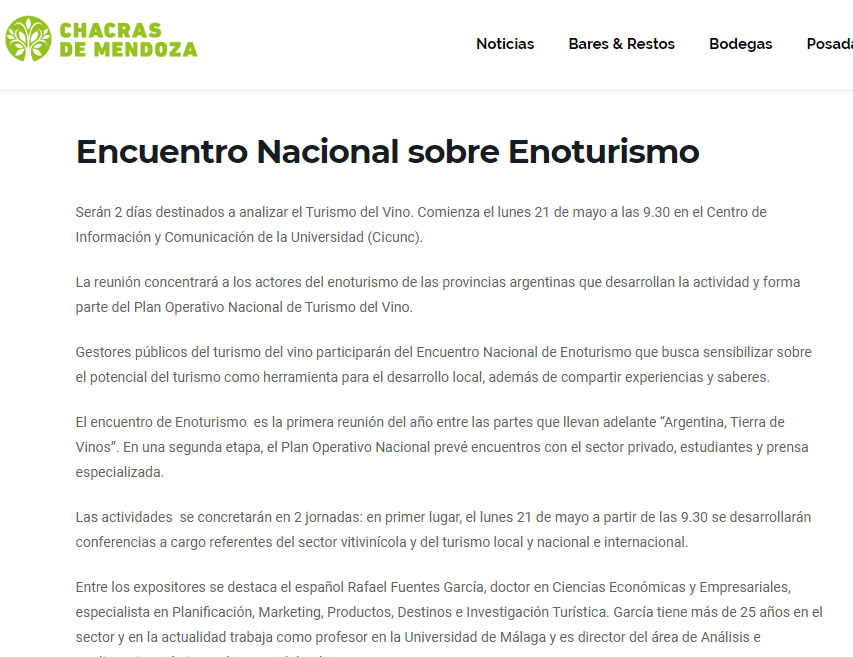 CHACRAS
DE MENDOZA
Noticias Bares & Restos Bodegas Posada
Encuentro Nacional sobre Enoturismo
Serán 2 días destinados a analizar el Turismo del Vino. Comienza el lunes 21 de mayo a las 9.30 en el Centro de
Información y Comunicación de la Universidad (Cicunc).
La reunión concentrará a los actores del enoturismo de las provincias argentinas que desarrollan la actividad y forma
parte del Plan Operativo Nacional de Turismo del Vino.
Gestores públicos del turismo del vino participarán del Encuentro Nacional de Enoturismo que busca sensibilizar sobre
el potencial del turismo como herramienta para el desarrollo local, además de compartir experiencias y saberes.
El encuentro de Enoturismo  es la primera reunión del año entre las partes que llevan adelante “Argentina, Tierra de
Vinos”. En una segunda etapa, el Plan Operativo Nacional prevé encuentros con el sector privado, estudiantes y prensa
especializada.
Las actividades  se concretarán en 2 jornadas: en primer lugar, el lunes 21 de mayo a partir de las 9.30 se desarrollarán
conferencias a cargo referentes del sector vitivinícola y del turismo local y nacional e internacional.
Entre los expositores se destaca el español Rafael Fuentes García, doctor en Ciencias Económicas y Empresariales,
especialista en Planificación, Marketing, Productos, Destinos e Investigación Turística. García tiene más de 25 años en el
sector y en la actualidad trabaja como profesor en la Universidad de Málaga y es director del área de Análisis e